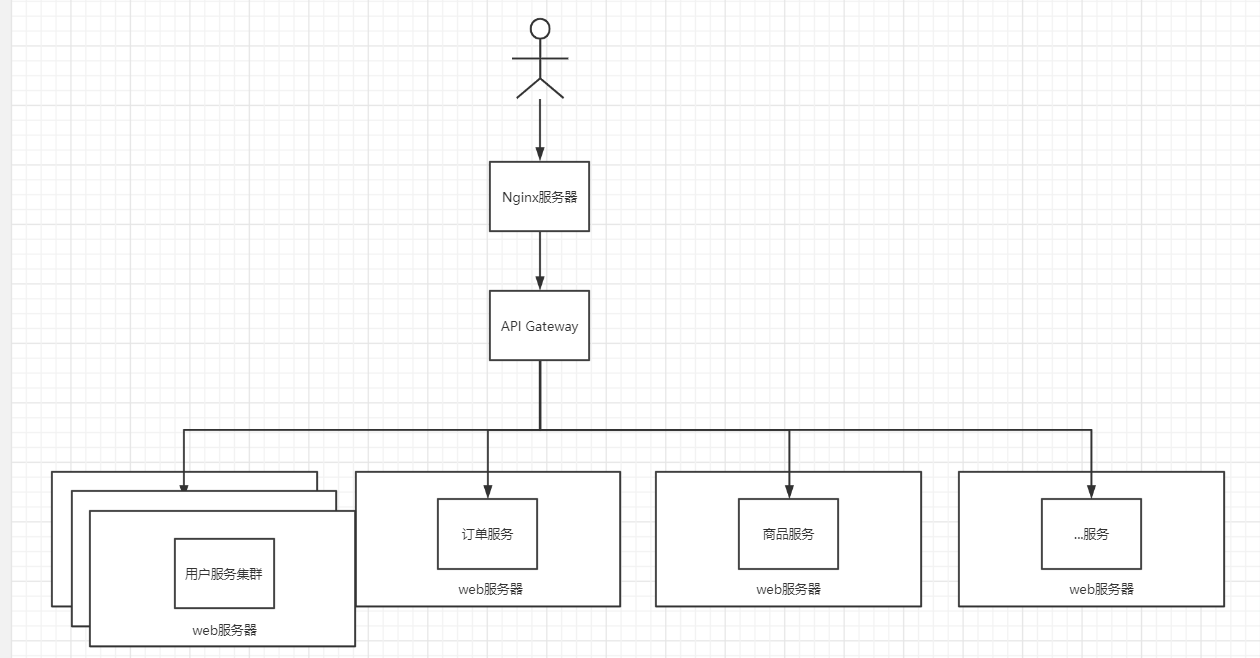 Nginx服务器
API Gateway
订单服务
商品服务
...服务
用户服务集群
web服务器
web服务器
web服务器
web服务器